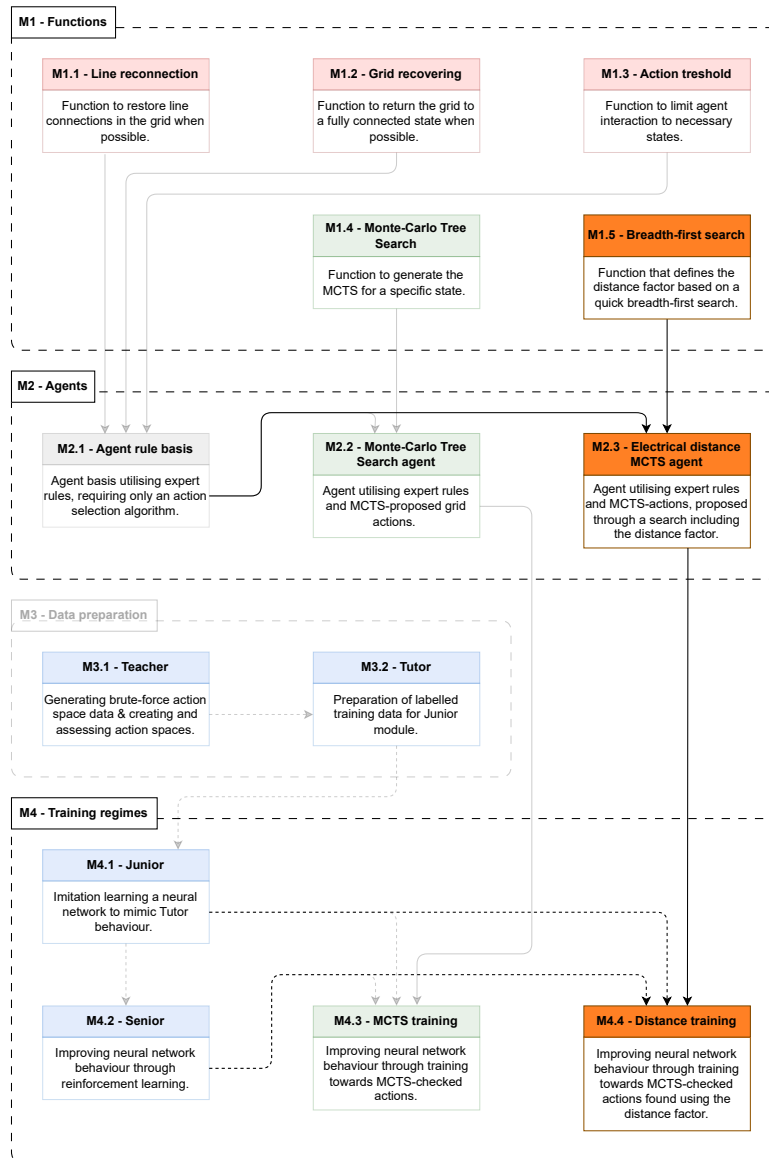 M1 - Functions
M1.1 - Line reconnection
Function to restore line
connections in the grid when
possible.
M1.2 - Grid recovering
Function to return the grid to
a fully connected state when
possible.
M1.3 - Action treshold
Function to limit agent
interaction to necessary
states.
M1.4 - Monte-Carlo Tree
Search
Function to generate the
MCTS for a specific state.
M1.5 - Breadth-first search
Function that defines the
distance factor based on a
quick breadth-first search.
M2 - Agents
M2.1 - Agent rule basis
Agent basis utilising expert
rules, requiring only an action
selection algorithm.
M2.2 - Monte-Carlo Tree
Search agent
Agent utilising expert rules
and MCTS-proposed grid
actions.
M2.3 - Electrical distance
MCTS agent
Agent utilising expert rules
and MCTS-actions, proposed
through a search including
the distance factor.
M3 - Data preparation
M3.1 - Teacher
Generating brute-force action
space data & creating and
assessing action spaces.
M3.2 - Tutor
Preparation of labelled
training data for Junior
module.
M4 - Training regimes
M4.1 - Junior
Imitation learning a neural
network to mimic Tutor
behaviour.
M4.2 - Senior
Improving neural network
behaviour through
reinforcement learning.
M4.3 - MCTS training
Improving neural network
behaviour through training
towards MCTS-checked
actions.
M4.4 - Distance training
Improving neural network
behaviour through training
towards MCTS-checked
actions found using the
distance factor.